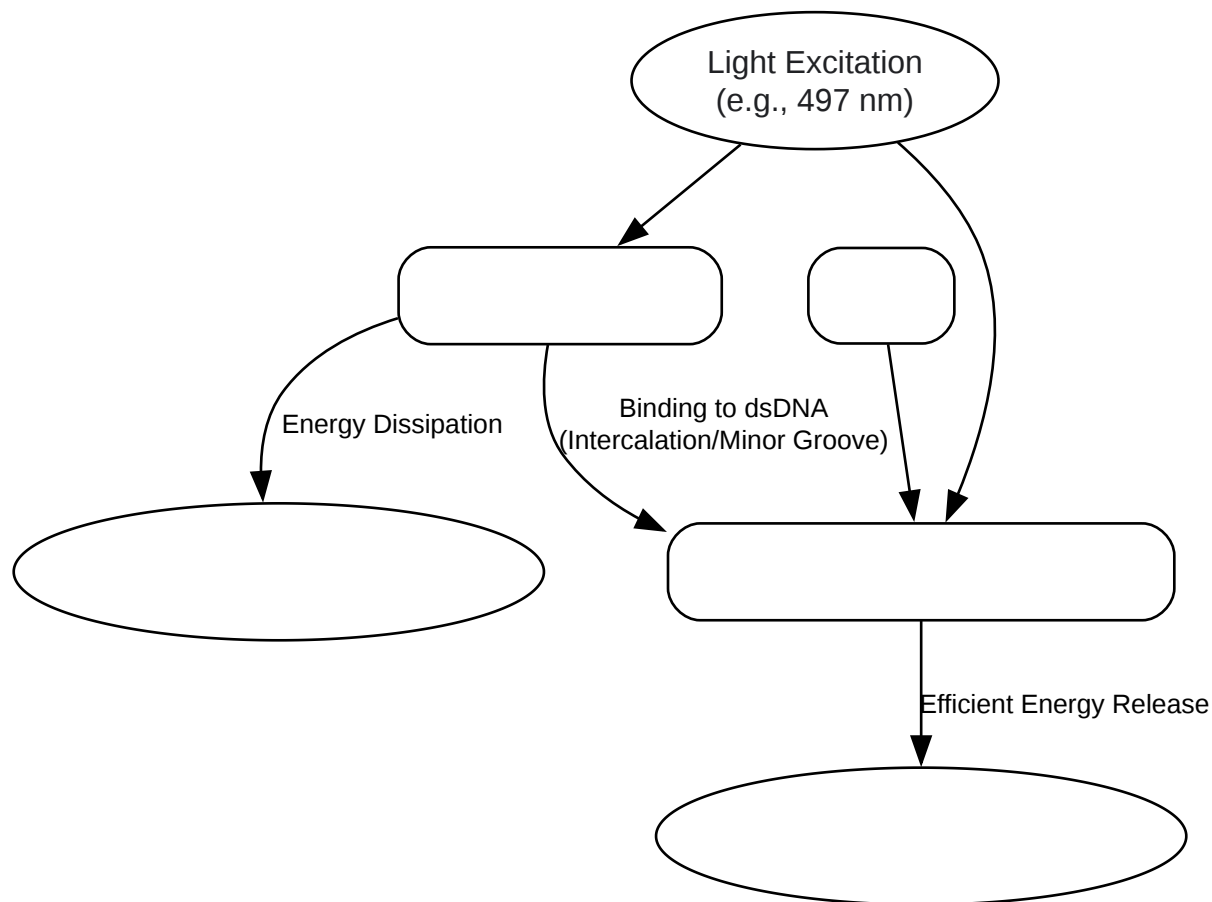 Light Excitation
(e.g., 497 nm)
Energy Dissipation
Binding to dsDNA
(Intercalation/Minor Groove)
Efficient Energy Release